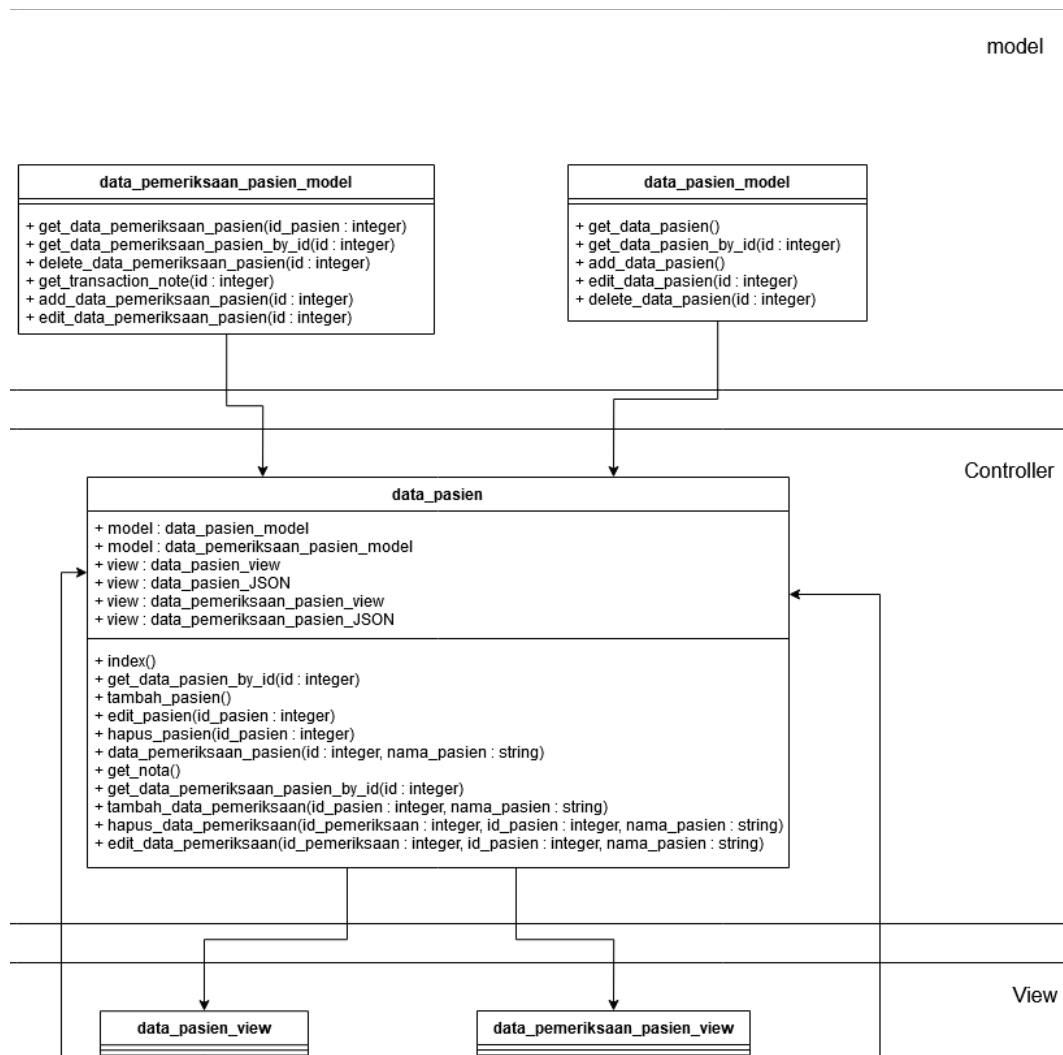 model
data_pemeriksaan_pasien_model
+ get_data_pemeriksaan_pasien(id_pasien : integer)
+ get_data_pemeriksaan_pasien_by_id(id : integer)
+ delete_data_pemeriksaan_pasien(id : integer)
+ get_transaction_note(id : integer)
+ add_data_pemeriksaan_pasien(id : integer)
+ edit_data_pemeriksaan_pasien(id : integer)
data_pasien_model
+ get_data_pasien()
+ get_data_pasien_by_id(id : integer)
+ add_data_pasien()
+ edit_data_pasien(id : integer)
+ delete_data_pasien(id : integer)
Controller
data_pasien
+ model : data_pasien_model
+ model : data_pemeriksaan_pasien_model
+ view : data_pasien_view
+ view : data_pasien_JSON
+ view : data_pemeriksaan_pasien_view
+ view : data_pemeriksaan_pasien_JSON
+ index()
+ get_data_pasien_by_id(id : integer)
+ tambah_pasien()
+ edit_pasien(id_pasien : integer)
+ hapus_pasien(id_pasien : integer)
+ data_pemeriksaan_pasien(id : integer, nama_pasien : string)
+ get_nota()
+ get_data_pemeriksaan_pasien_by_id(id : integer)
+ tambah_data_pemeriksaan(id_pasien : integer, nama_pasien : string)
+ hapus_data_pemeriksaan(id_pemeriksaan : integer, id_pasien : integer, nama_pasien : string)
+ edit_data_pemeriksaan(id_pemeriksaan : integer, id_pasien : integer, nama_pasien : string)
View
data_pasien_view
data_pemeriksaan_pasien_view